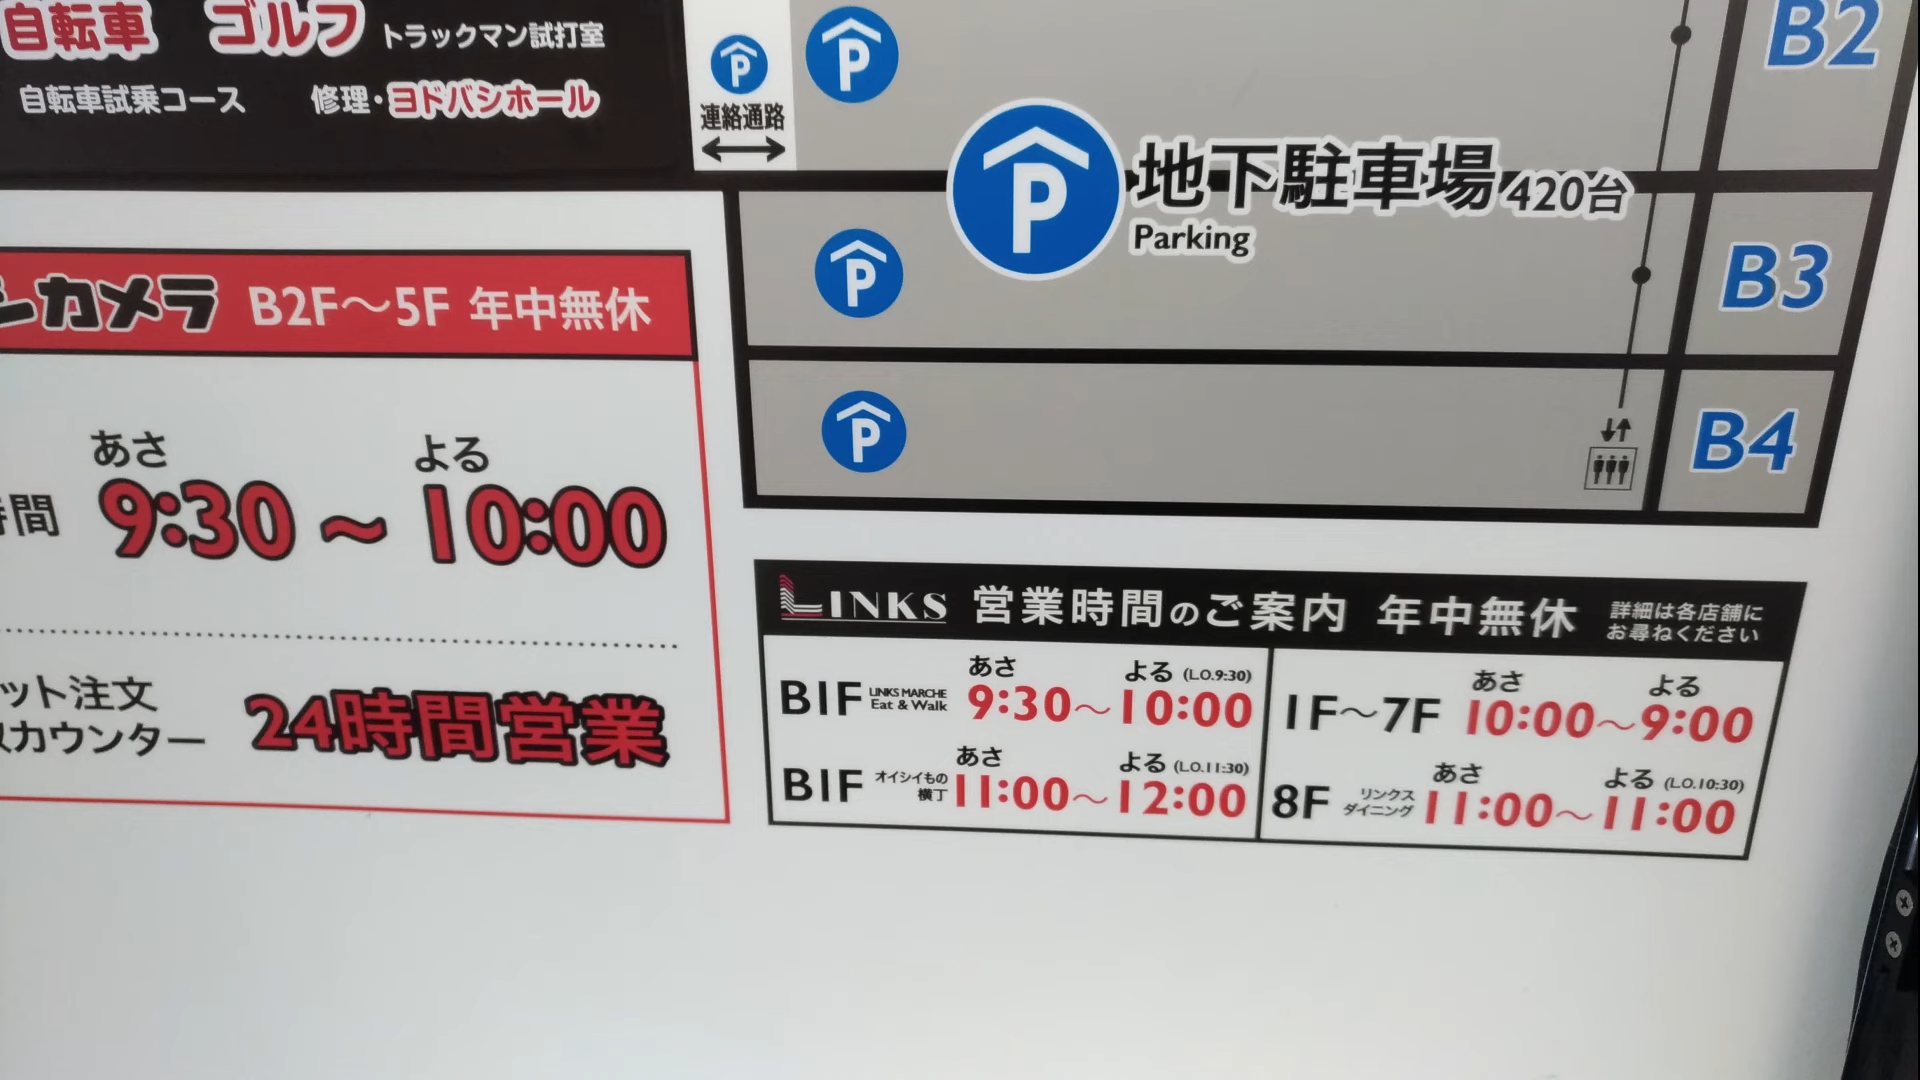 自転車 ゴルフ トラックマン試打室
自転車試乗コース 修理・ヨドバシホール
P
連絡通路
P
B2
P 地下駐車場 420台
Parking
P
B3
P
B4
カメラ B2F～5F 年中無休
あさ よる
時間 9:30～10:00
ット注文
カウンター 24時間営業
LINKS 営業時間のご案内 年中無休 詳細は各店舗に
お尋ねください
あさ よる (L.O.9:30)
B1F LINKS MARCHE Eat & Walk 9:30～10:00
あさ よる (L.O.11:30)
B1F オイシイもの横丁 11:00～12:00
あさ よる
1F～7F 10:00～9:00
あさ よる (L.O.10:30)
8F リンクスダイニング 11:00～11:00